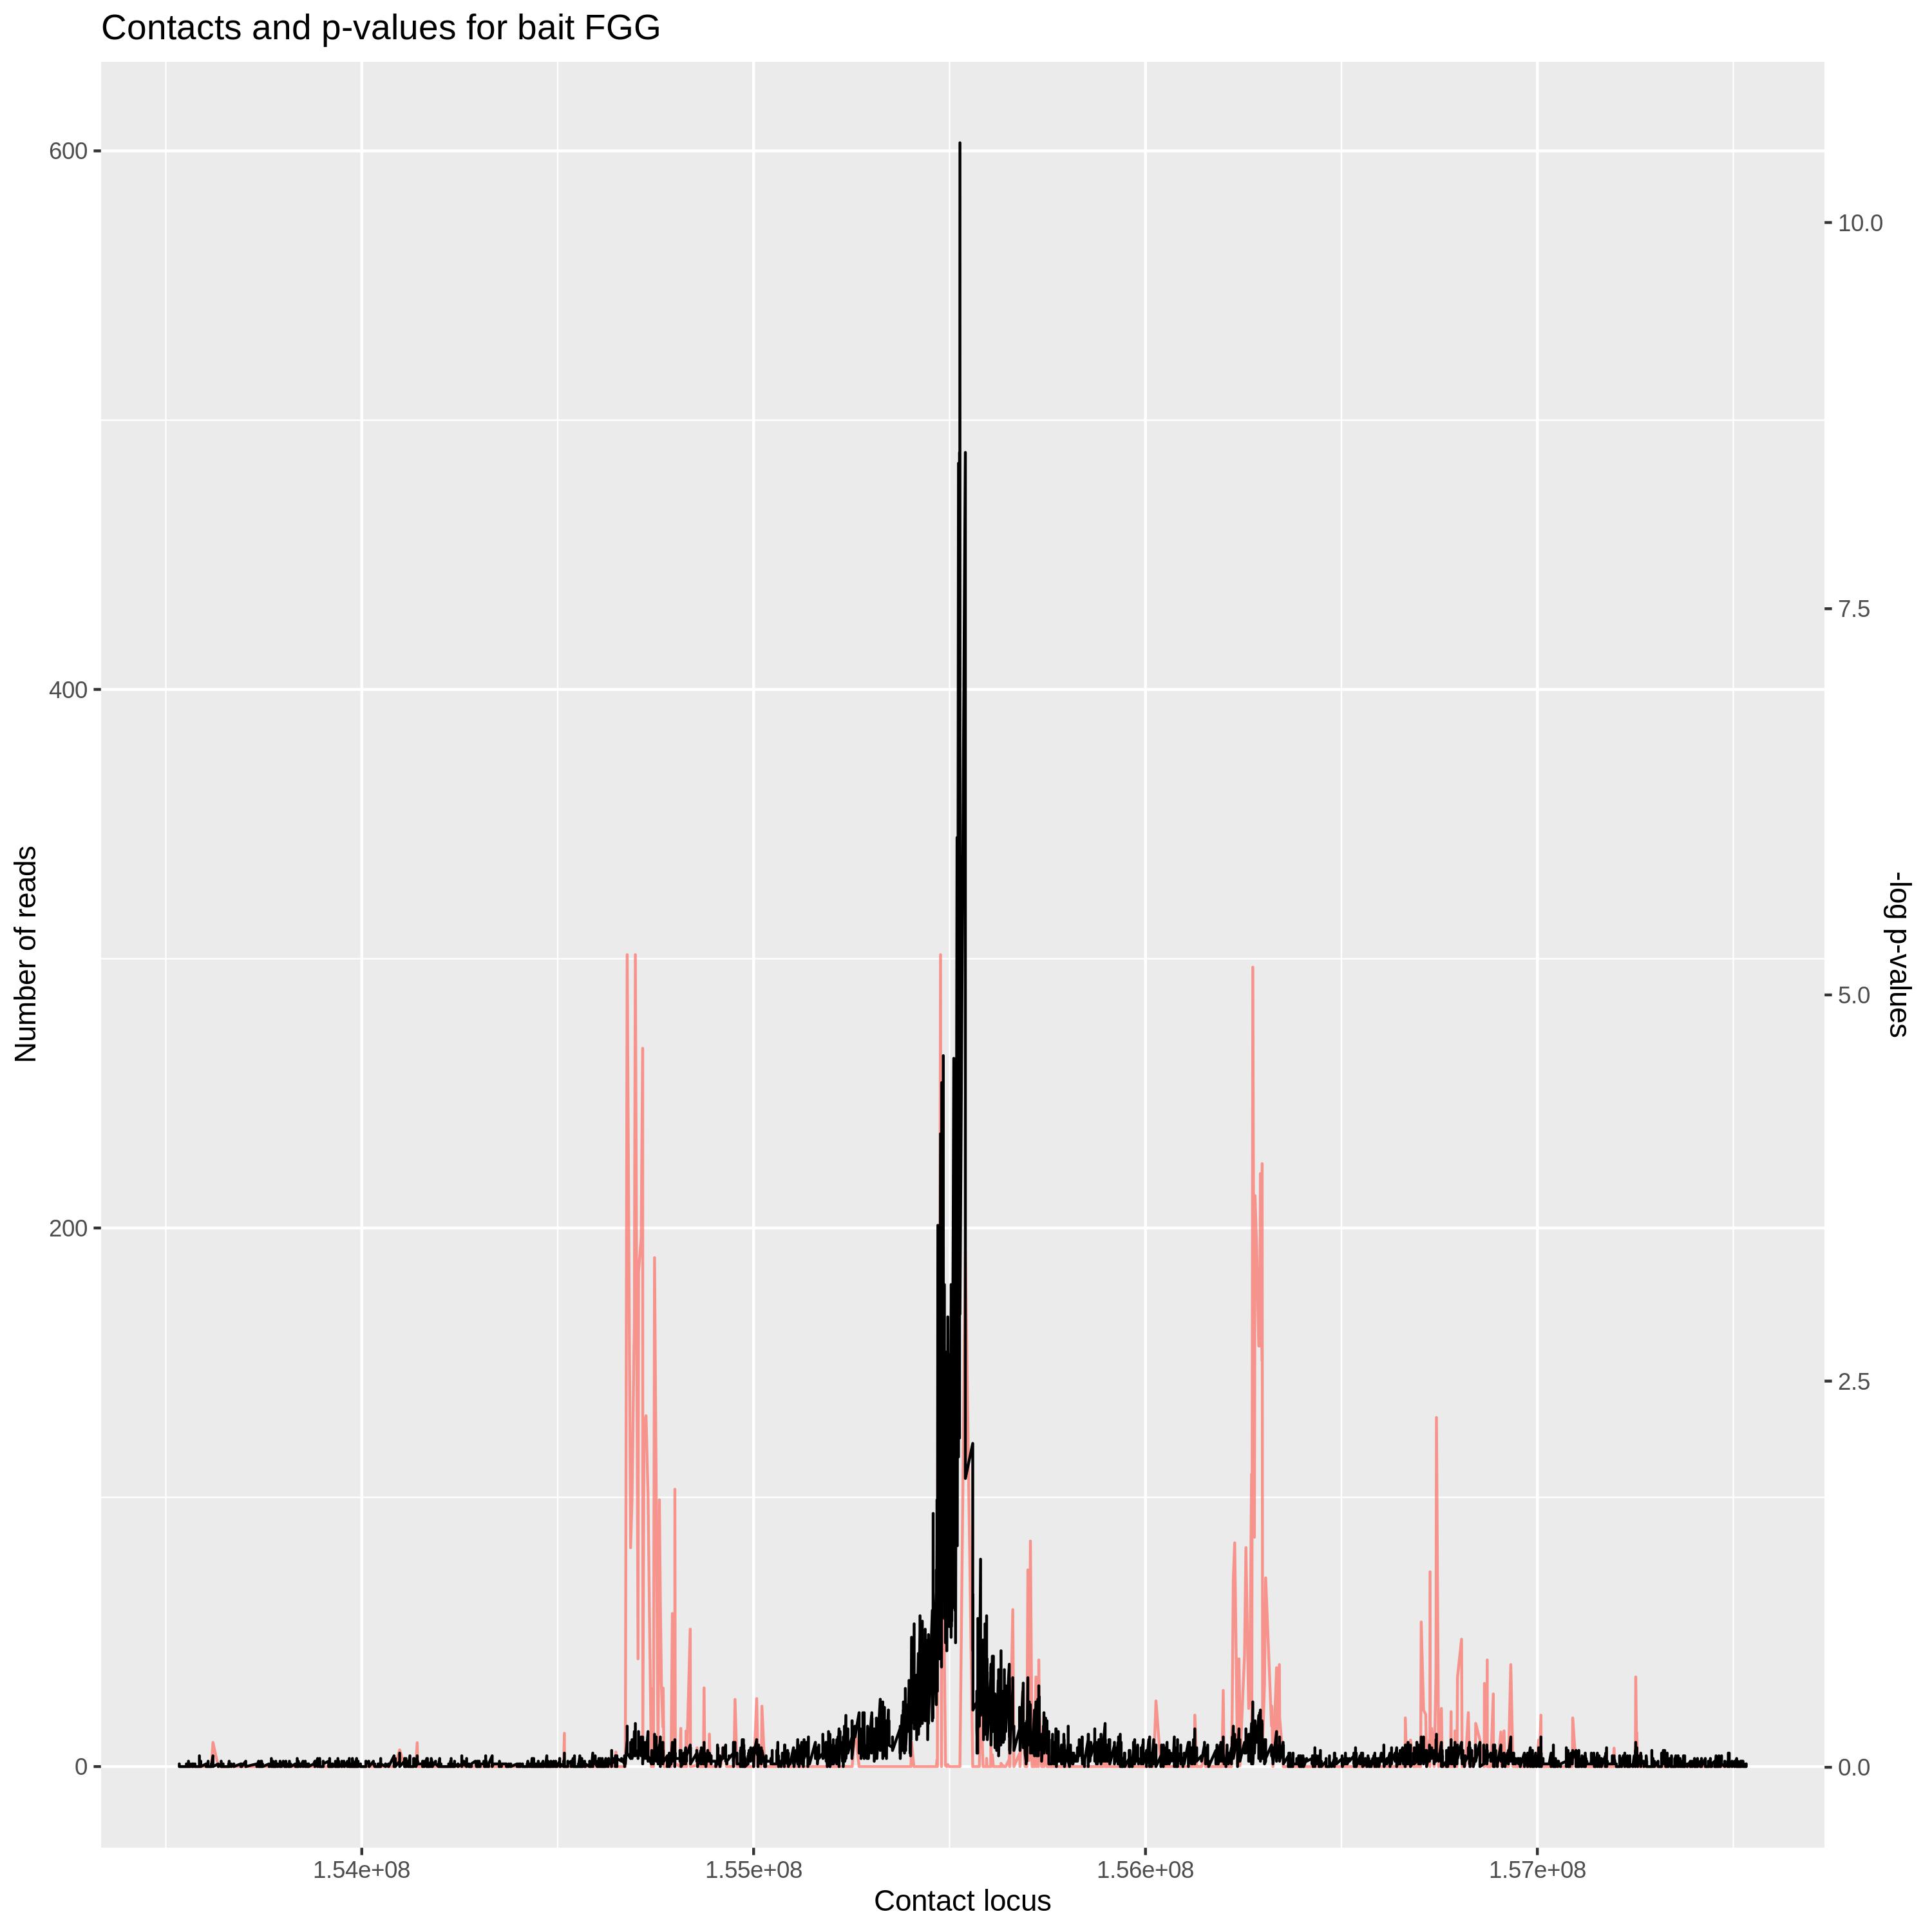 Contacts and p-values for bait FGG
600
400
200
0
Number of reads
10.0
7.5
5.0
2.5
0.0
-log p-values
1.54e+08
1.55e+08
1.56e+08
1.57e+08
Contact locus